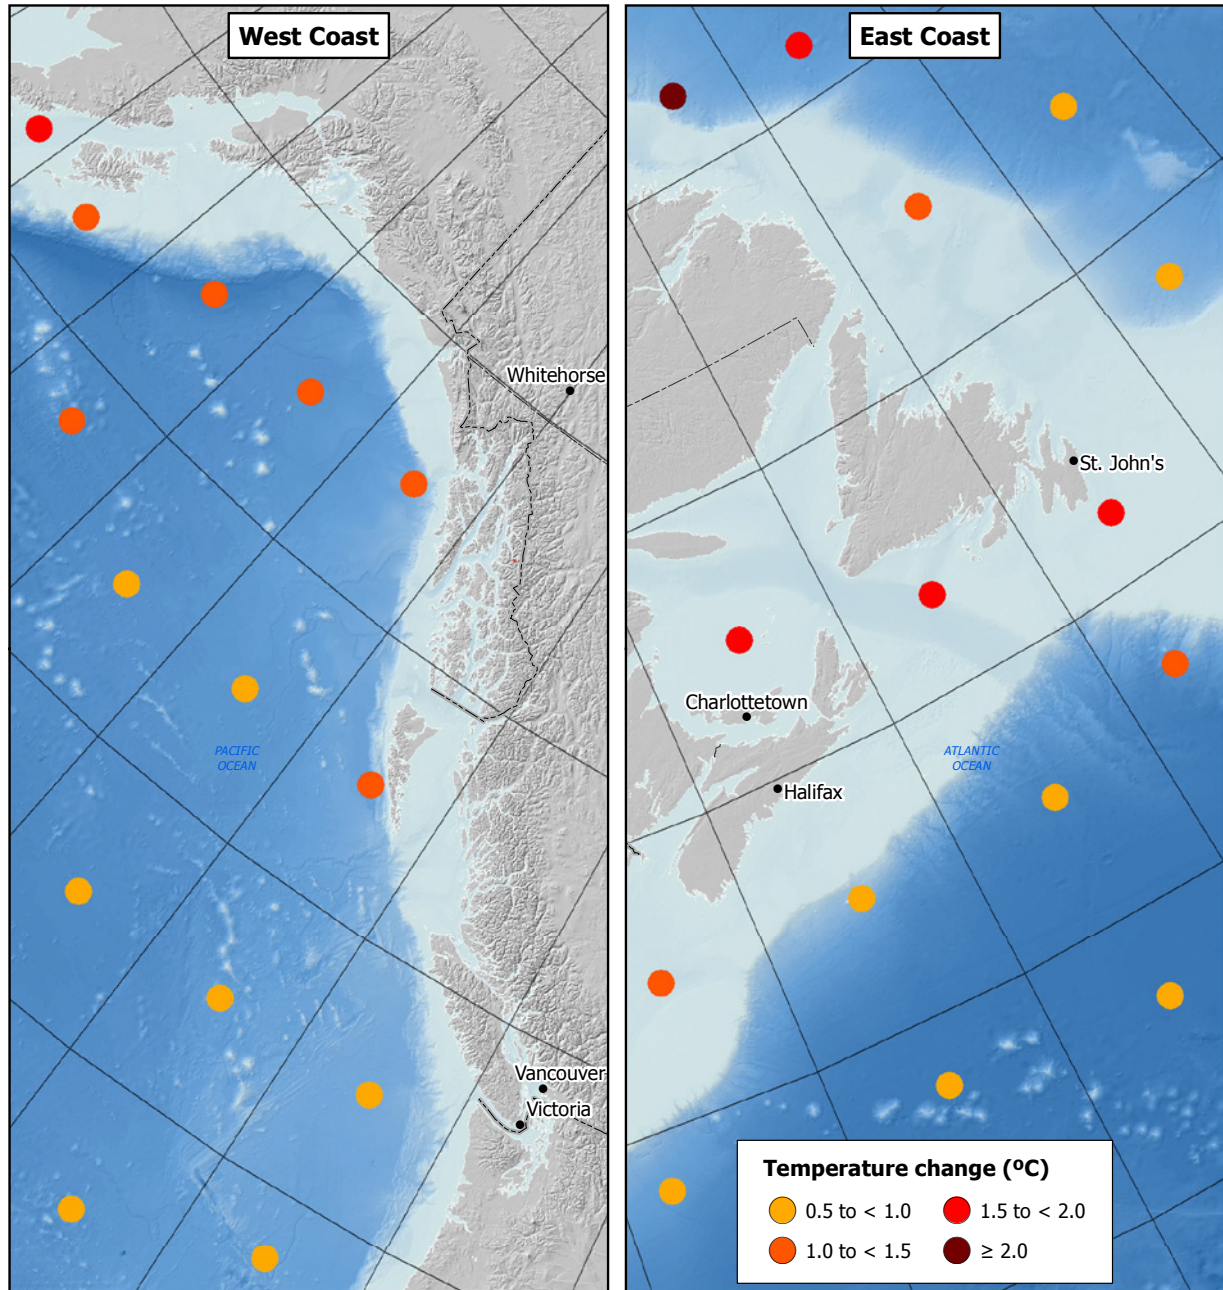 West Coast
East Coast
Whitehorse
St. John's
Charlottetown
PACIFIC
OCEAN
ATLANTIC
OCEAN
Halifax
Vancouver
Victoria
Temperature change (ºC)
0.5 to < 1.0
1.5 to < 2.0
1.0 to < 1.5
≥ 2.0